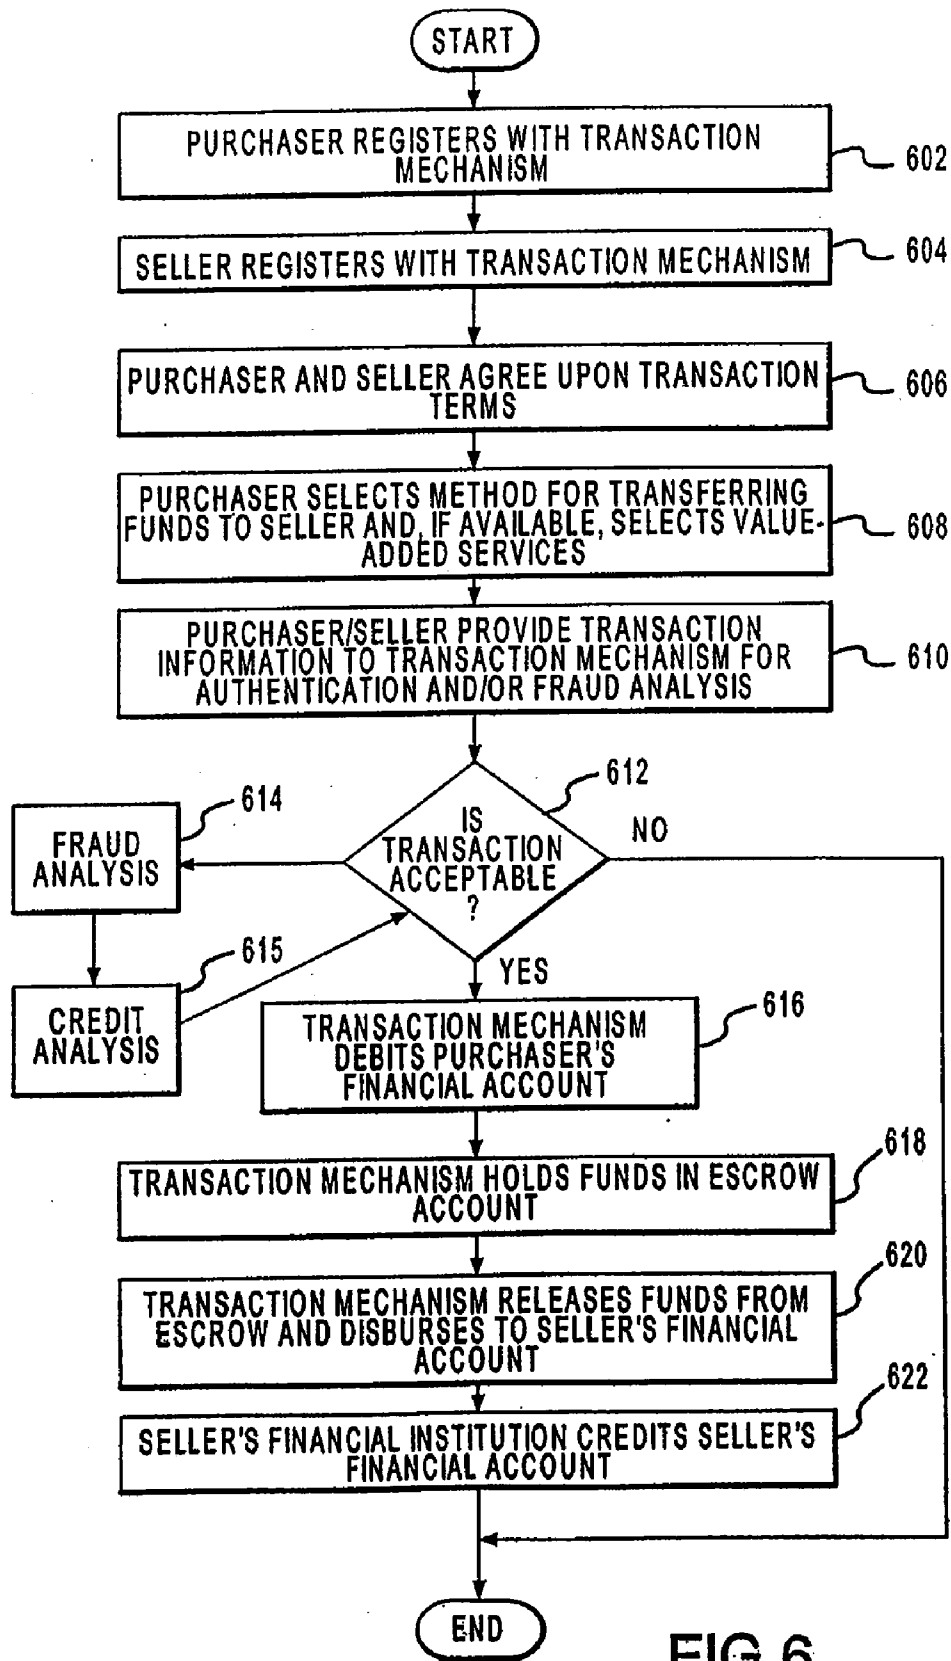 START
PURCHASER REGISTERS WITH TRANSACTION
MECHANISM
602
SELLER REGISTERS WITH TRANSACTION MECHANISM
604
PURCHASER AND SELLER AGREE UPON TRANSACTION
TERMS
606
PURCHASER SELECTS METHOD FOR TRANSFERRING
FUNDS TO SELLER AND, IF AVAILABLE, SELECTS VALUE-
ADDED SERVICES
608
PURCHASER/SELLER PROVIDE TRANSACTION
INFORMATION TO TRANSACTION MECHANISM FOR
AUTHENTICATION AND/OR FRAUD ANALYSIS
610
612
IS
TRANSACTION
ACCEPTABLE
?
NO
614
FRAUD
ANALYSIS
615
CREDIT
ANALYSIS
YES
TRANSACTION MECHANISM
DEBITS PURCHASER'S
FINANCIAL ACCOUNT
616
TRANSACTION MECHANISM HOLDS FUNDS IN ESCROW
ACCOUNT
618
TRANSACTION MECHANISM RELEASES FUNDS FROM
ESCROW AND DISBURSES TO SELLER'S FINANCIAL
ACCOUNT
620
SELLER'S FINANCIAL INSTITUTION CREDITS SELLER'S
FINANCIAL ACCOUNT
622
END
FIG.6